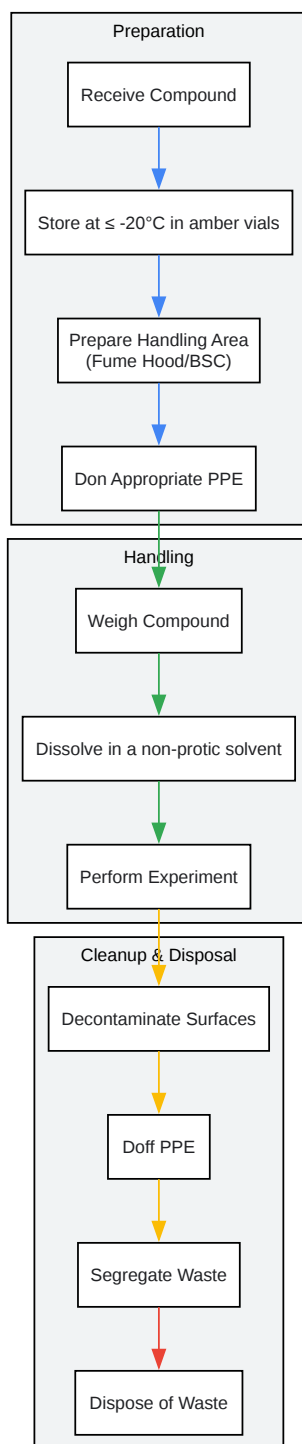 Preparation
Receive Compound
Store at ≤ -20°C in amber vials
Prepare Handling Area
(Fume Hood/BSC)
Don Appropriate PPE
Handling
Weigh Compound
Dissolve in a non-protic solvent
Perform Experiment
Cleanup & Disposal
Decontaminate Surfaces
Doff PPE
Segregate Waste
Dispose of Waste